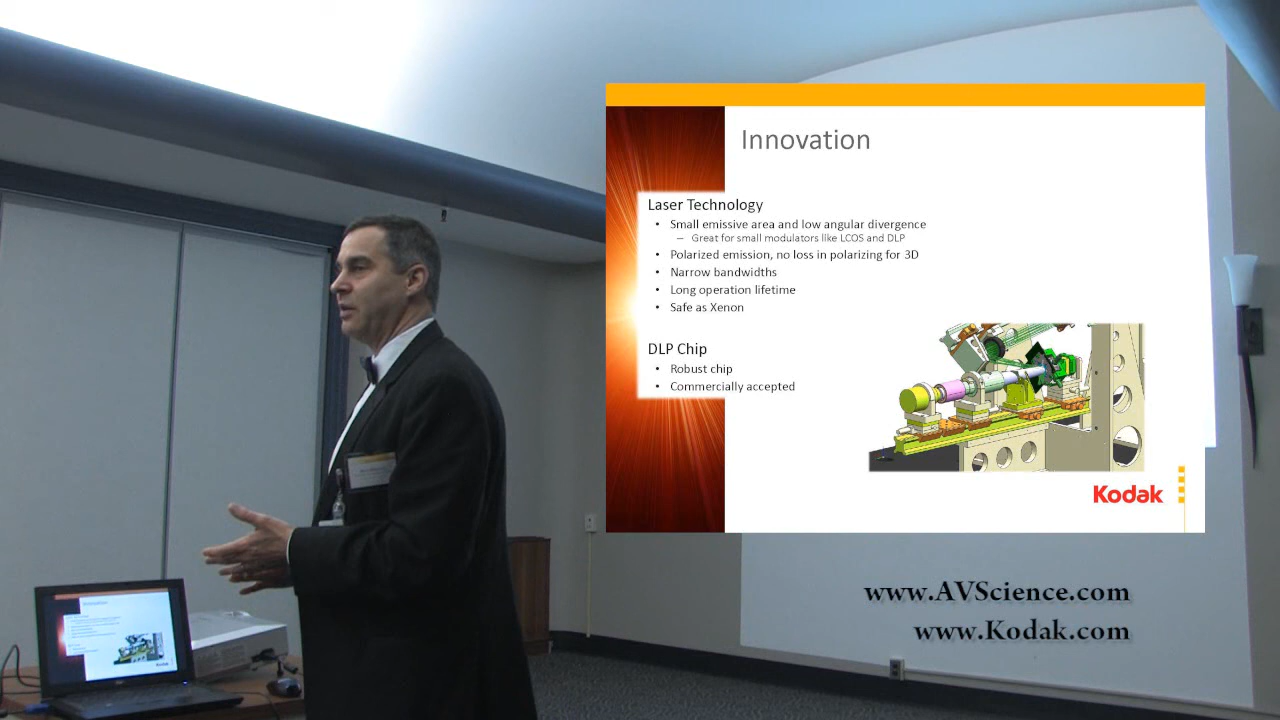 Innovation
Laser Technology
• Small emissive area and low angular divergence
– Great for small modulators like LCOS and DLP
• Polarized emission, no loss in polarizing for 3D
• Narrow bandwidths
• Long operation lifetime
• Safe as Xenon
DLP Chip
• Robust chip
• Commercially accepted
Kodak
www.AVScience.com
www.Kodak.com
Innovation